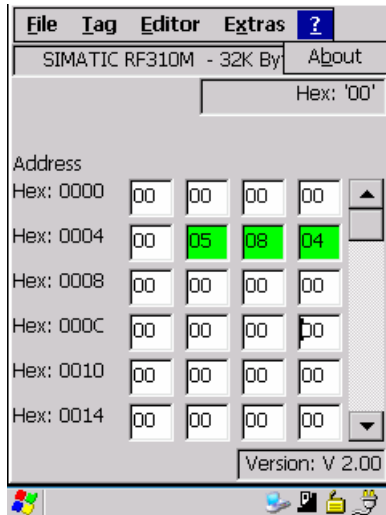 File Tag Editor Extras ?
SIMATIC RF310M - 32K By
About
Hex: '00'
Address
Hex: 0000 00 00 00 00
Hex: 0004 00 05 08 04
Hex: 0008 00 00 00 00
Hex: 000C 00 00 00 00
Hex: 0010 00 00 00 00
Hex: 0014 00 00 00 00
Version: V 2.00